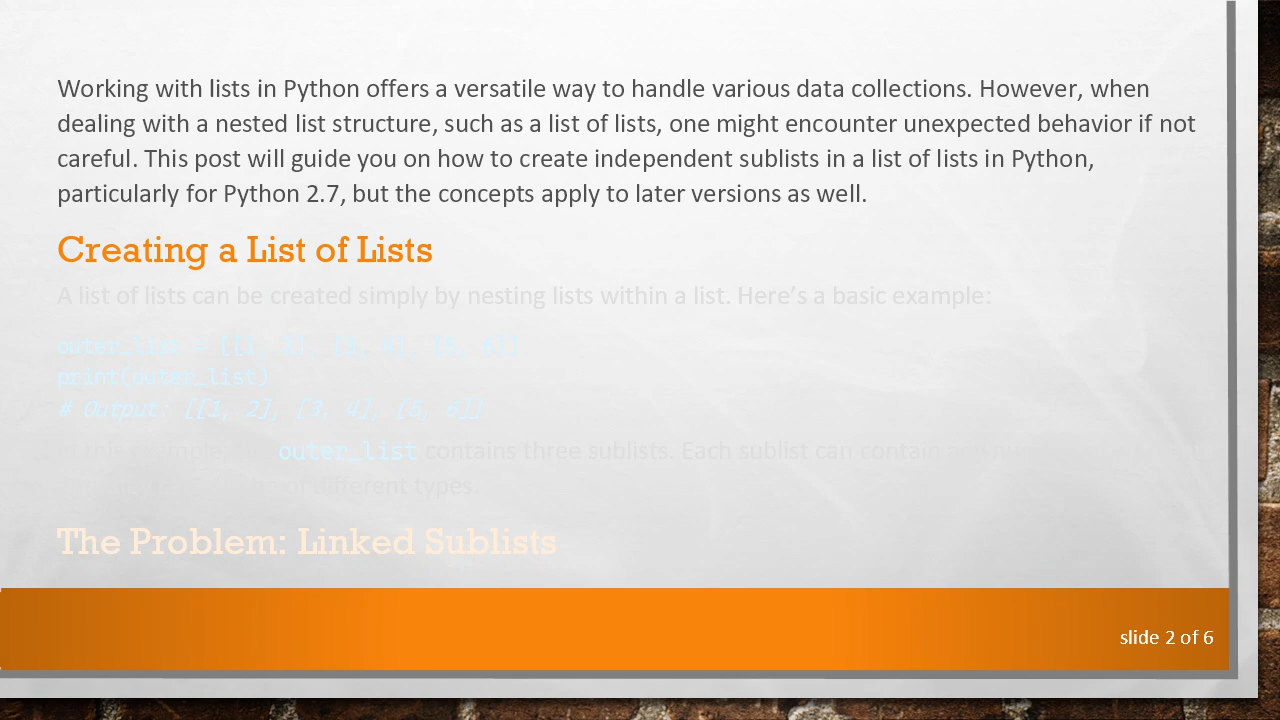 Working with lists in Python offers a versatile way to handle various data collections. However, when
dealing with a nested list structure, such as a list of lists, one might encounter unexpected behavior if not
careful. This post will guide you on how to create independent sublists in a list of lists in Python,
particularly for Python 2.7, but the concepts apply to later versions as well.
Creating a List of Lists
A list of lists can be created simply by nesting lists within a list. Here’s a basic example:
outer_list = [[1, 2], [3, 4], [5, 6]]
print(outer_list)
# Output: [[1, 2], [3, 4], [5, 6]]
In this example, outer_list contains three sublists. Each sublist can contain
of different types.
The Problem: Linked Sublists
slide 2 of 6